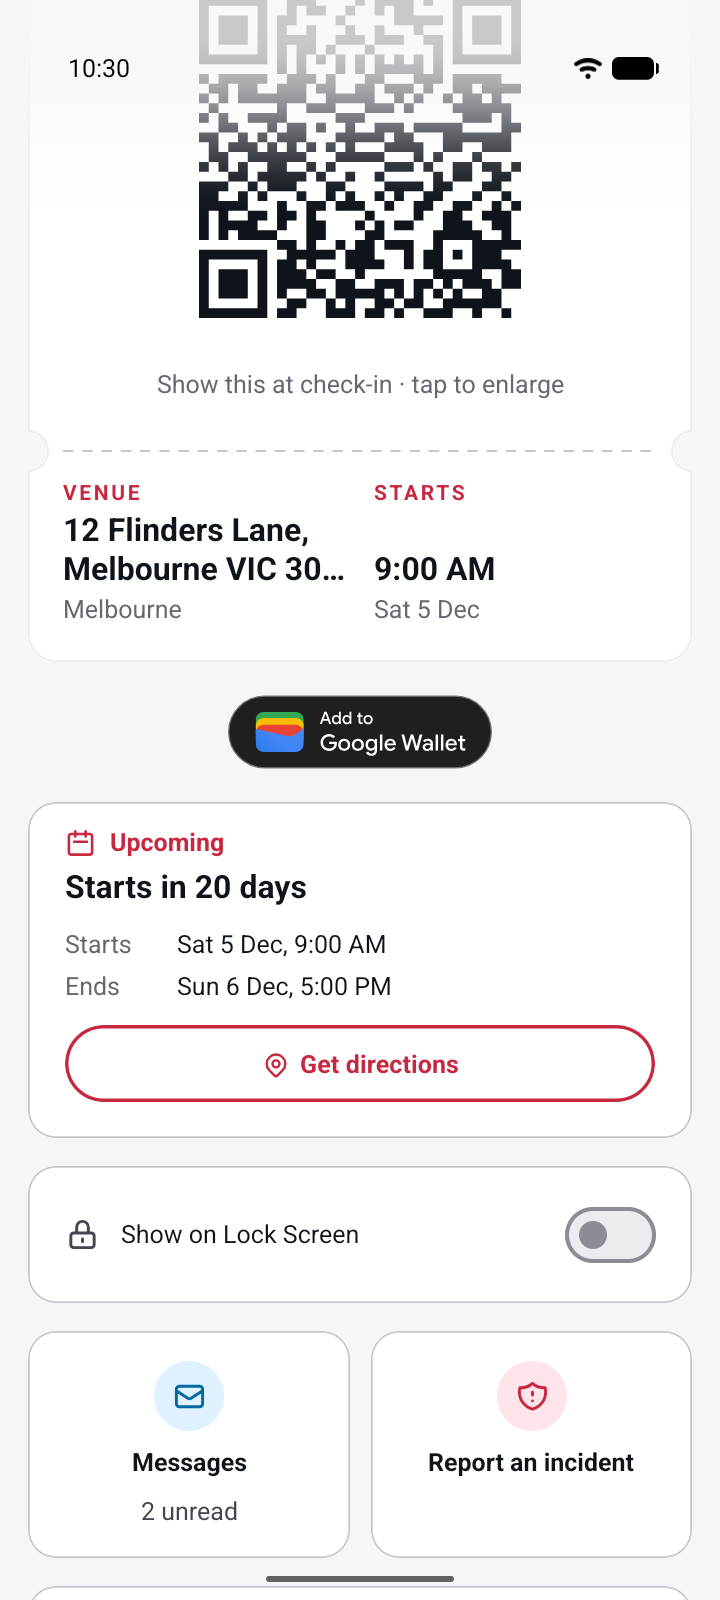 10:30
Show this at check-in · tap to enlarge
VENUE
12 Flinders Lane,
Melbourne VIC 30...
Melbourne
STARTS
9:00 AM
Sat 5 Dec
Add to
Google Wallet
Upcoming
Starts in 20 days
Starts Sat 5 Dec, 9:00 AM
Ends Sun 6 Dec, 5:00 PM
Get directions
Show on Lock Screen
Messages
2 unread
Report an incident